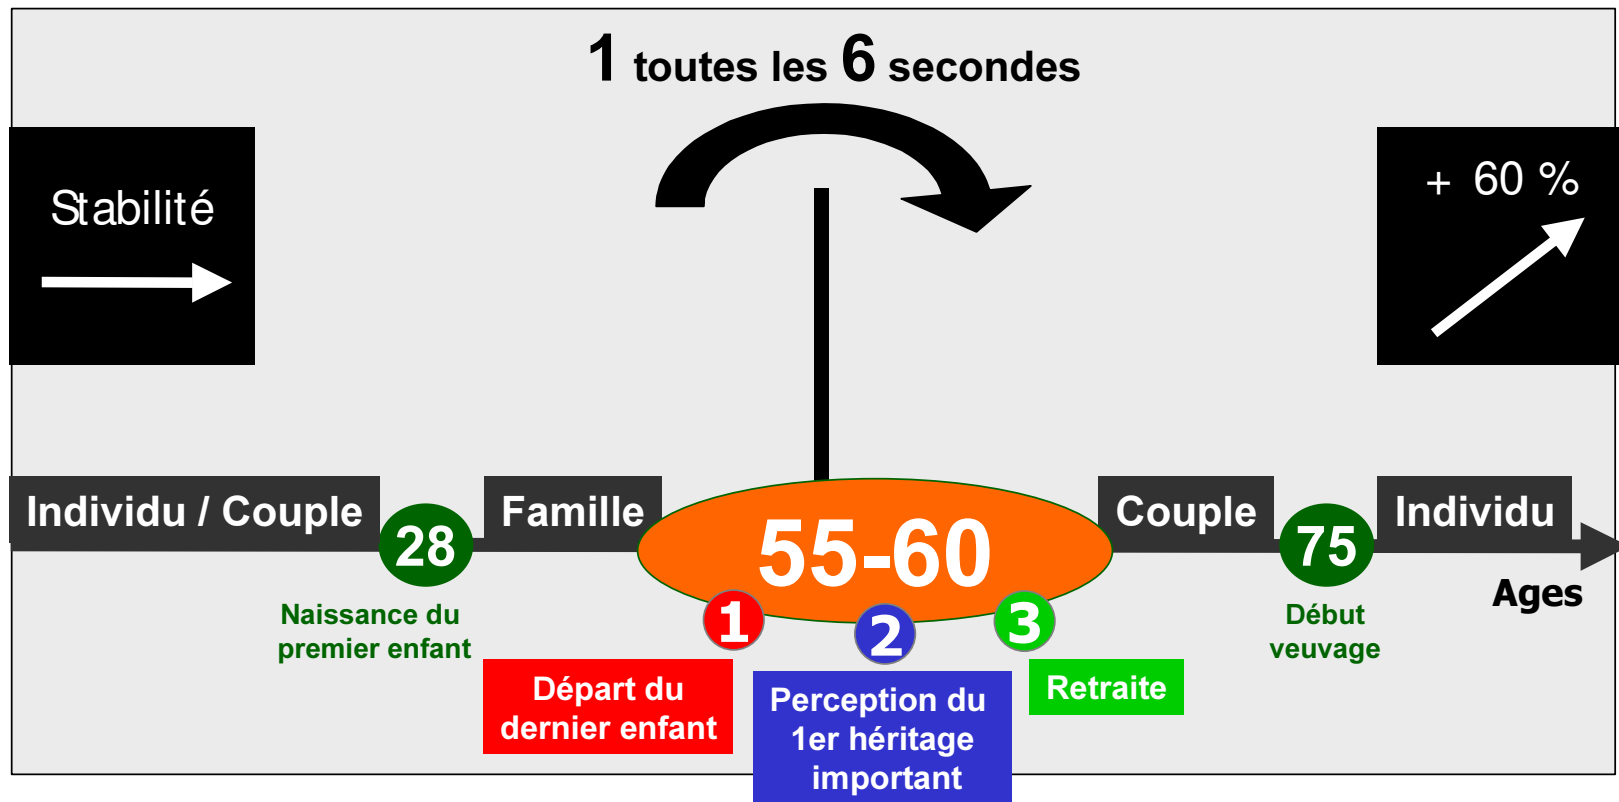 1 toutes les 6 secondes
Stabilité
+ 60 %
Individu / Couple
28
Famille
55-60
Couple
75
Individu
Ages
Naissance du
premier enfant
1
2
3
Début
veuvage
Départ du
dernier enfant
Perception du
1er héritage
important
Retraite